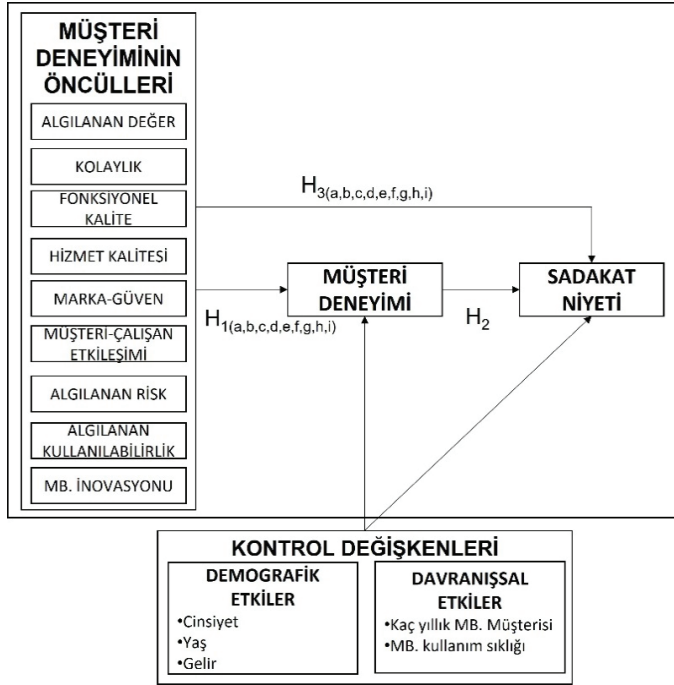 MÜŞTERİ
DENEYİMİNİN
ÖNCÜLLERİ
ALGILANAN DEĞER
KOLAYLIK
FONKSİYONEL
KALİTE
HİZMET KALİTESİ
MARKA-GÜVEN
MÜŞTERİ-ÇALIŞAN
ETKİLEŞİMİ
ALGILANAN RİSK
ALGILANAN
KULLANILABİLİRLİK
MB. İNOVASYONU
H3(a,b,c,d,e,f,g,h,i)
H1(a,b,c,d,e,f,g,h,i)
MÜŞTERİ
DENEYİMİ
H2
SADAKAT
NİYETİ
KONTROL DEĞİŞKENLERİ
DEMOGRAFİK
ETKİLER
•Cinsiyet
•Yaş
•Gelir
DAVRANIŞSAL
ETKİLER
•Kaç yıllık MB. Müşterisi
•MB. kullanım sıklığı